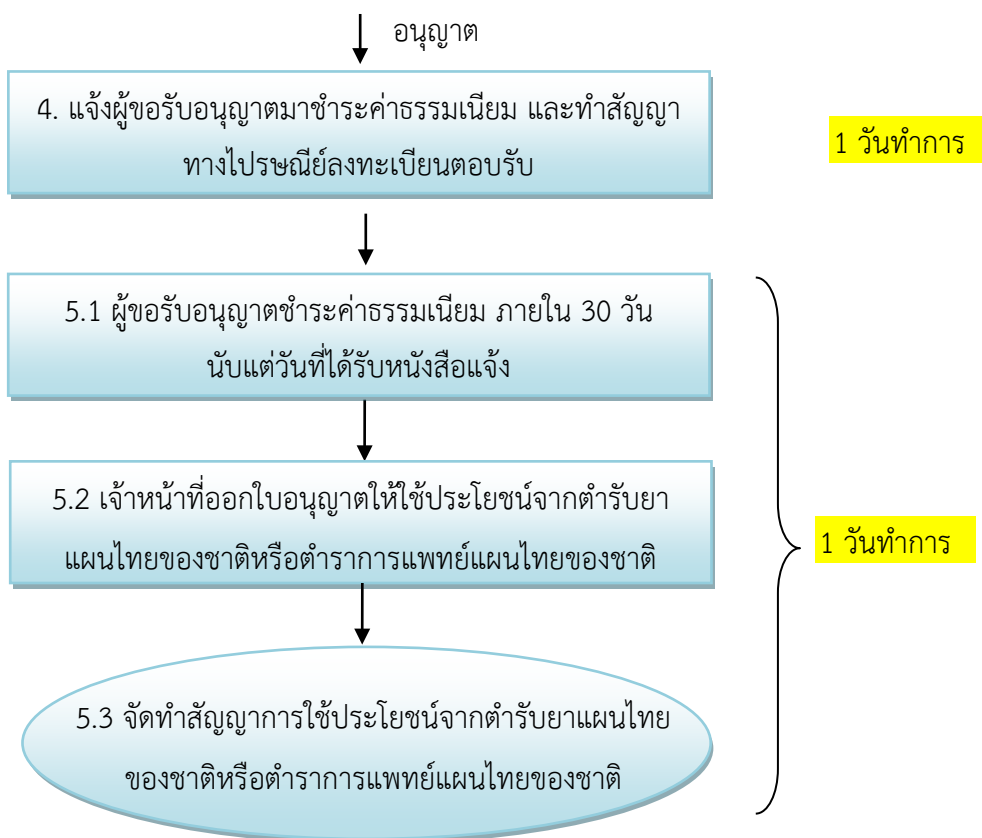 อนุญาต
4. แจ้งผู้ขอรับอนุญาตมาชำระค่าธรรมเนียม และทำสัญญา
ทางไปรษณีย์ลงทะเบียนตอบรับ
1 วันทำการ
5.1 ผู้ขอรับอนุญาตชำระค่าธรรมเนียม ภายใน 30 วัน
นับแต่วันที่ได้รับหนังสือแจ้ง
5.2 เจ้าหน้าที่ออกใบอนุญาตให้ใช้ประโยชน์จากตำรับยา
แผนไทยของชาติหรือตำราการแพทย์แผนไทยของชาติ
1 วันทำการ
5.3 จัดทำสัญญาการใช้ประโยชน์จากตำรับยาแผนไทย
ของชาติหรือตำราการแพทย์แผนไทยของชาติ